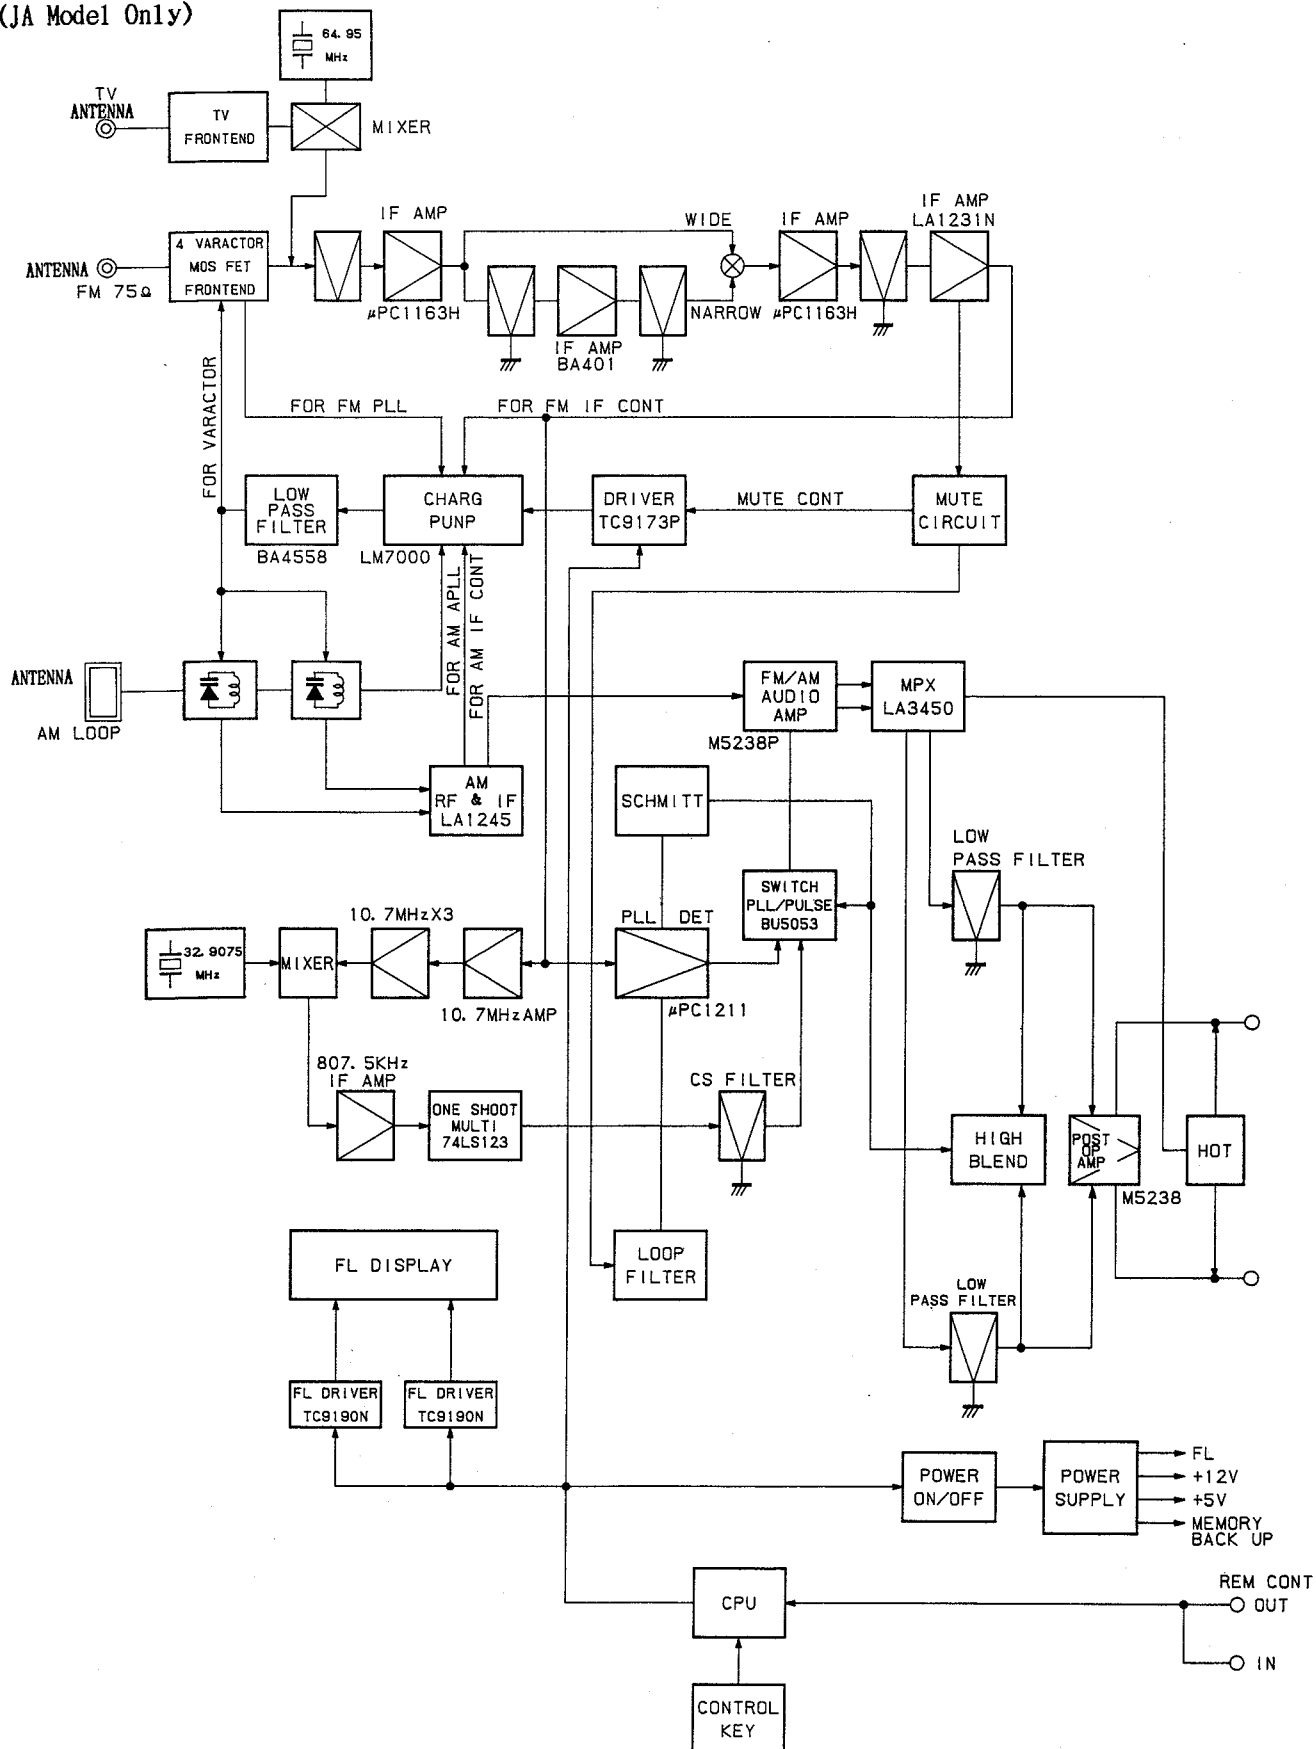 (JA Model Only)
64.95
MHz
TV
ANTENNA
TV
FRONTEND
MIXER
IF AMP
WIDE
IF AMP
IF AMP
LA1231N
4 VARACTOR
MOS FET
FRONTEND
ANTENNA
FM 75Ω
μPC1163H
NARROW
μPC1163H
IF AMP
BA401
FOR VARACTOR
FOR FM PLL
FOR FM IF CONT
LOW
PASS
FILTER
BA4558
CHARG
PUNP
LM7000
DRIVER
TC9173P
MUTE CONT
MUTE
CIRCUIT
FOR AM APLL
FOR AM IF CONT
ANTENNA
AM LOOP
FM/AM
AUDIO
AMP
M5238P
MPX
LA3450
AM
RF & IF
LA1245
SCHMITT
LOW
PASS FILTER
SWITCH
PLL/PULSE
BU5053
10.7MHzX3
PLL DET
32.9075
MHz
MIXER
10.7MHzAMP
μPC1211
807.5KHz
IF AMP
CS FILTER
ONE SHOOT
MULTI
74LS123
HIGH
BLEND
POST
OP
AMP
M5238
HOT
FL DISPLAY
LOOP
FILTER
LOW
PASS FILTER
FL DRIVER
TC9190N
FL DRIVER
TC9190N
POWER
ON/OFF
POWER
SUPPLY
FL
+12V
+5V
MEMORY
BACK UP
CPU
REM CONT
OUT
IN
CONTROL
KEY